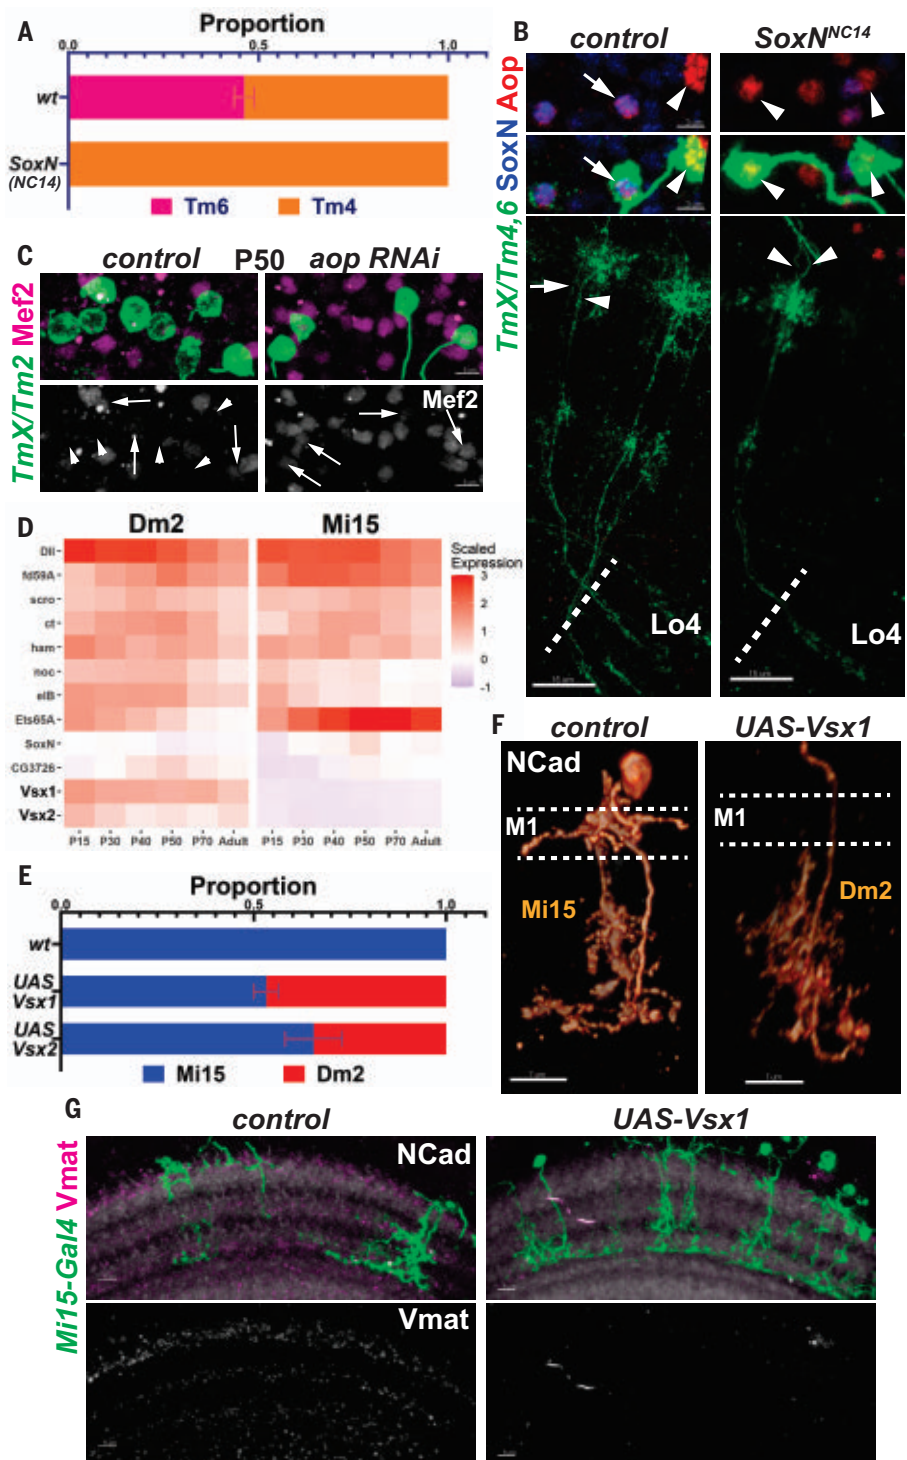 A
Proportion
0.0 0.5 1.0
wt
SoxN
(NC14)
Tm6 Tm4
B
control SoxN^NC14
TmX/Tm4,6 SoxN Aop
Lo4 Lo4
10 μm
C
control P50 aop RNAi
TmX/Tm2 Mef2
Mef2
D
Dm2 Mi15
Dll
fd59A
scro
ct
ham
noc
elB
Ets65A
SoxN
CG3726
Vsx1
Vsx2
P15 P30 P40 P50 P70 Adult P15 P30 P40 P50 P70 Adult
Scaled
Expression
3
2
1
0
-1
E
Proportion
0.0 0.5 1.0
wt
UAS
Vsx1
UAS
Vsx2
Mi15 Dm2
F
control UAS-Vsx1
NCad
M1 M1
Mi15 Dm2
G
control UAS-Vsx1
Mi15-Gal4 Vmat
NCad
Vmat